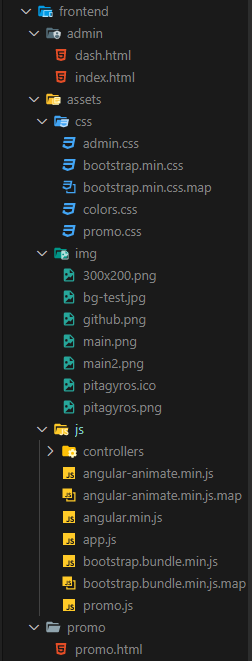 frontend
admin
dash.html
index.html
assets
css
admin.css
bootstrap.min.css
bootstrap.min.css.map
colors.css
promo.css
img
300x200.png
bg-test.jpg
github.png
main.png
main2.png
pitagyros.ico
pitagyros.png
js
controllers
angular-animate.min.js
angular-animate.min.js.map
angular.min.js
app.js
bootstrap.bundle.min.js
bootstrap.bundle.min.js.map
promo.js
promo
promo.html